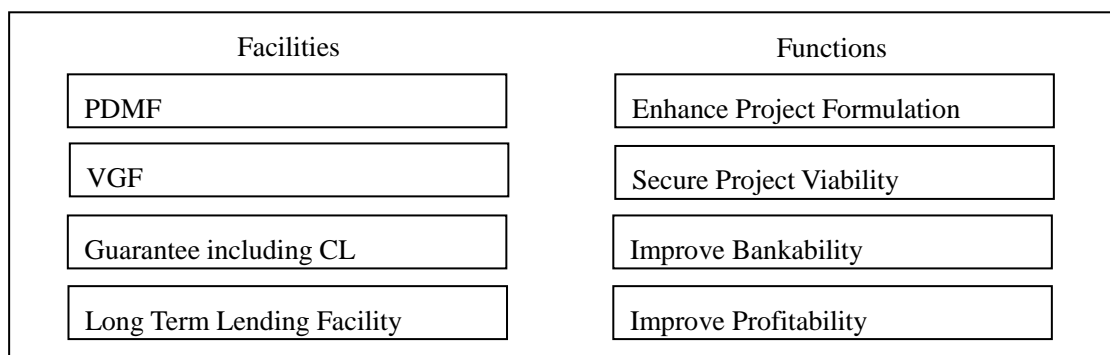 Facilities
Functions
PDMF
Enhance Project Formulation
VGF
Secure Project Viability
Guarantee including CL
Improve Bankability
Long Term Lending Facility
Improve Profitability